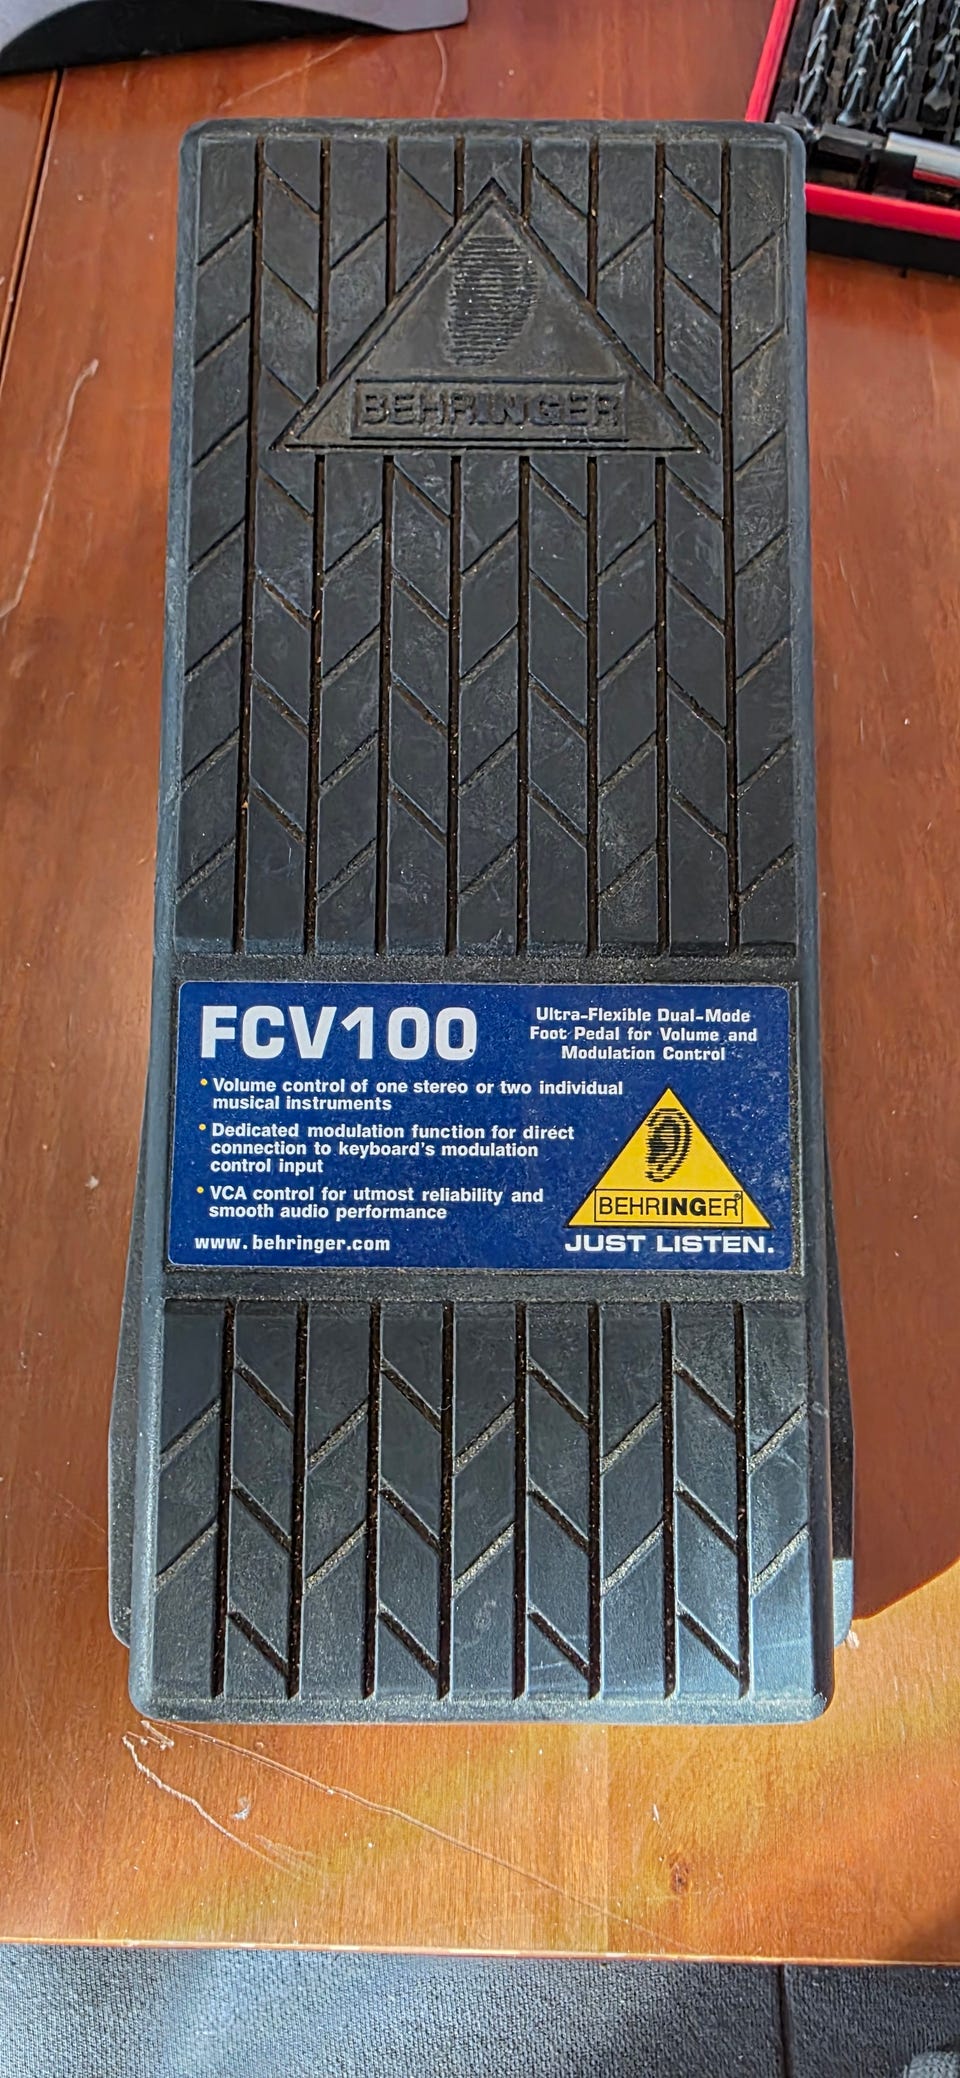 BEHRINGER
FCV100
Ultra-Flexible Dual-Mode
Foot Pedal for Volume and
Modulation Control
• Volume control of one stereo or two individual
musical instruments
• Dedicated modulation function for direct
connection to keyboard's modulation
control input
• VCA control for utmost reliability and
smooth audio performance
www.behringer.com
BEHRINGER®
JUST LISTEN.